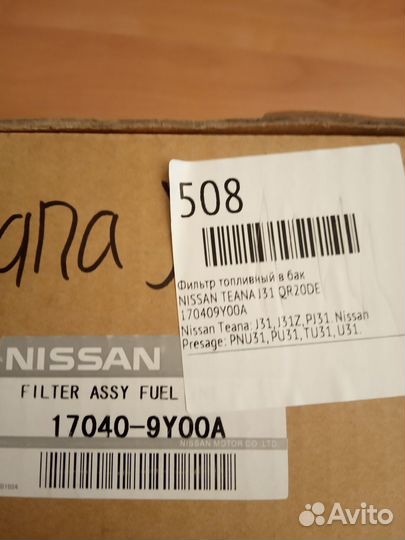 508
Фильтр топливный в бак
NISSAN TEANA J31 QR20DE
170409Y00A
Nissan Teana: J31, J31Z, PJ31. Nissan
Presage: PNU31, PU31, TU31, U31.
ana J
NISSAN
FILTER ASSY FUEL
17040-9Y00A
NISSAN MOTOR CO.,LTD.
Avito